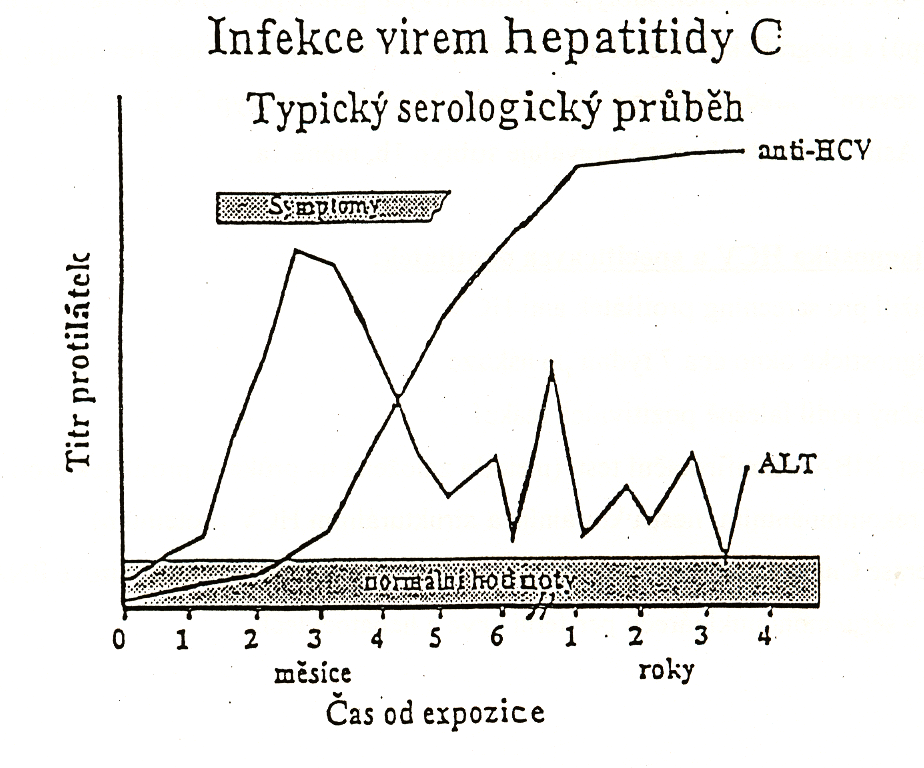 Infekce virem hepatitidy C
Typický serologický průběh
anti-HCV
Symptomy
Titr protilátek
ALT
normální hodnoty
0 1 2 3 4 5 6 1 2 3 4
měsíce roky
Čas od expozice